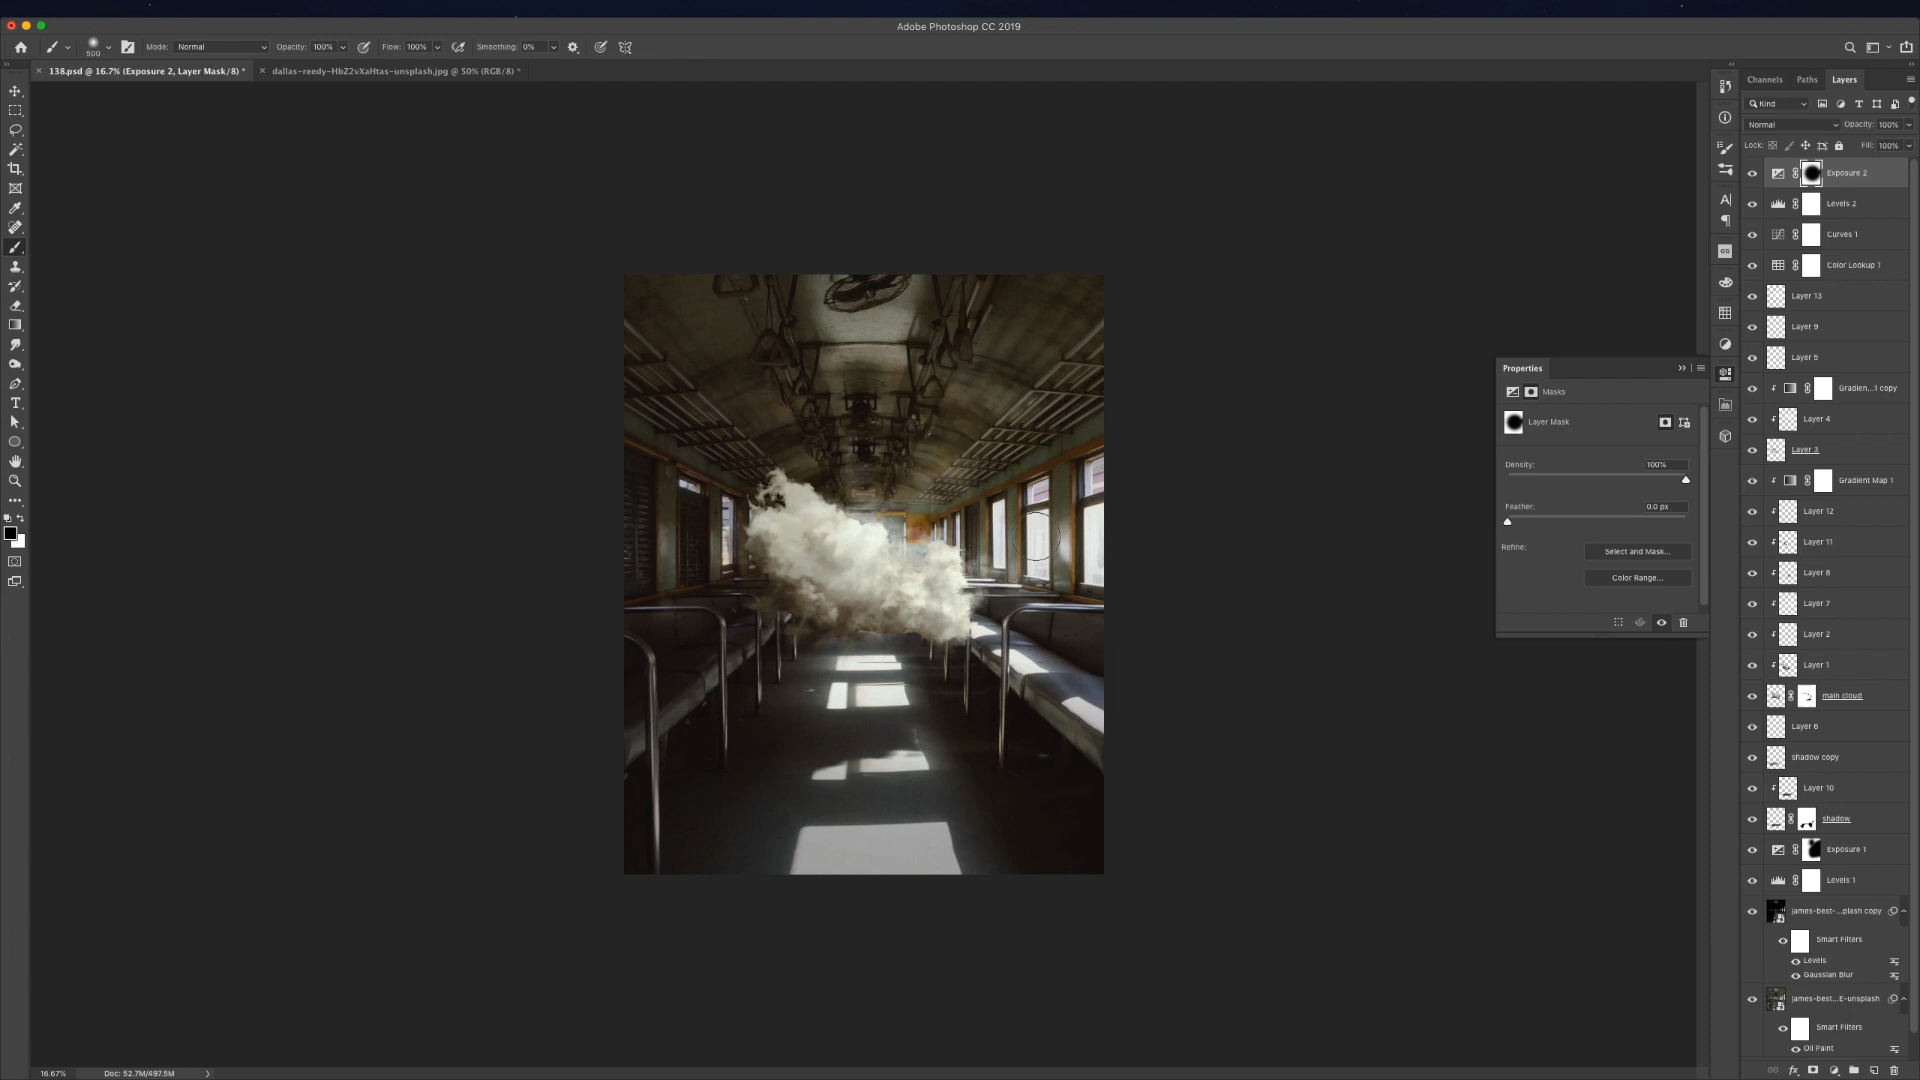 Adobe Photoshop CC 2019
500 Mode: Normal Opacity: 100% Flow: 100% Smoothing: 0%
138.psd @ 16.7% (Exposure 2, Layer Mask/8) * dallas-reedy-HbZ2vXaHtas-unsplash.jpg @ 50% (RGB/8) *
Channels Paths Layers
Kind
Normal Opacity: 100%
Lock: Fill: 100%
Exposure 2
Levels 2
Curves 1
Color Lookup 1
Layer 13
Layer 9
Layer 5
Gradien...1 copy
Layer 4
Layer 3
Gradient Map 1
Layer 12
Layer 11
Layer 8
Layer 7
Layer 2
Layer 1
main cloud
Layer 6
shadow copy
Layer 10
shadow
Exposure 1
Levels 1
james-best-...plash copy
Smart Filters
Levels
Gaussian Blur
james-best...E-unsplash
Smart Filters
Oil Paint
Properties
Masks
Layer Mask
Density: 100%
Feather: 0.0 px
Refine: Select and Mask...
Color Range...
16.67% Doc: 52.7M/497.5M